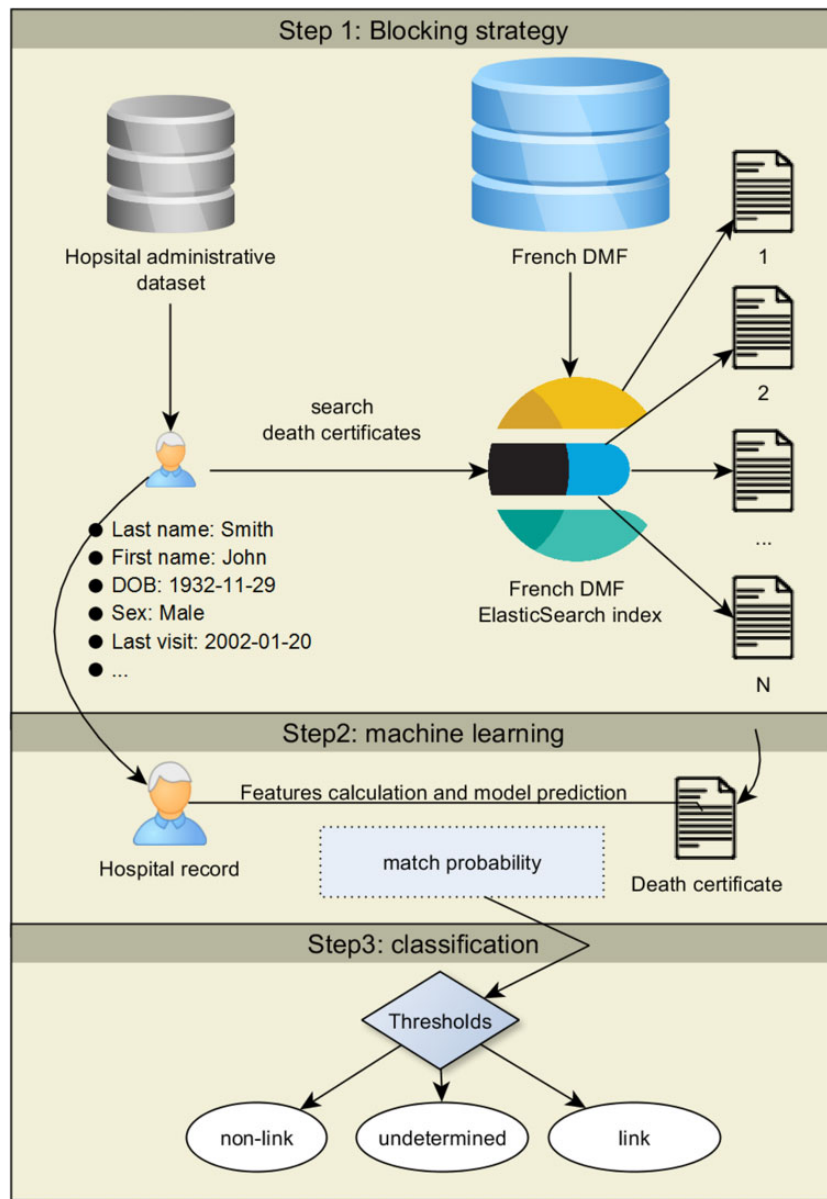 Step 1: Blocking strategy
Hopsital administrative
dataset
French DMF
1
2
...
N
search
death certificates
French DMF
ElasticSearch index
Last name: Smith
First name: John
DOB: 1932-11-29
Sex: Male
Last visit: 2002-01-20
...
Step2: machine learning
Features calculation and model prediction
Hospital record
match probability
Death certificate
Step3: classification
Thresholds
non-link
undetermined
link